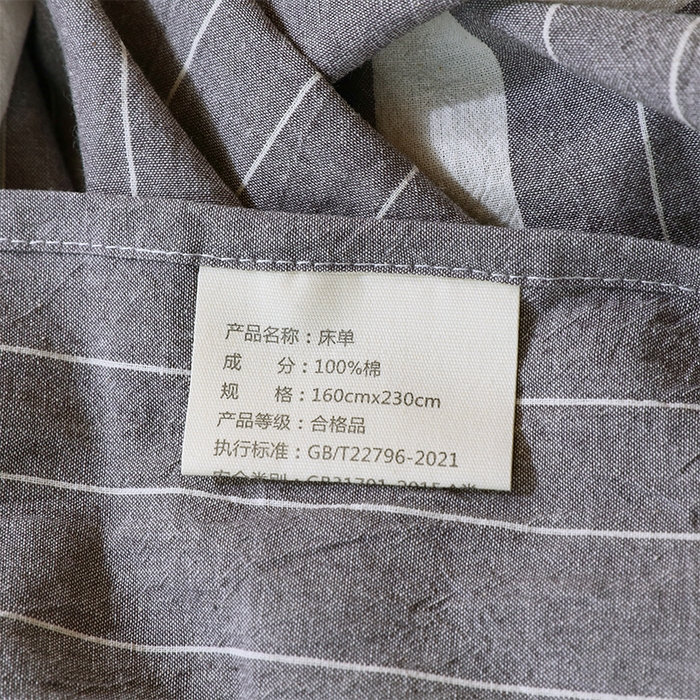 产品名称：床单
成 分：100%棉
规 格：160cmx230cm
产品等级：合格品
执行标准：GB/T22796-2021